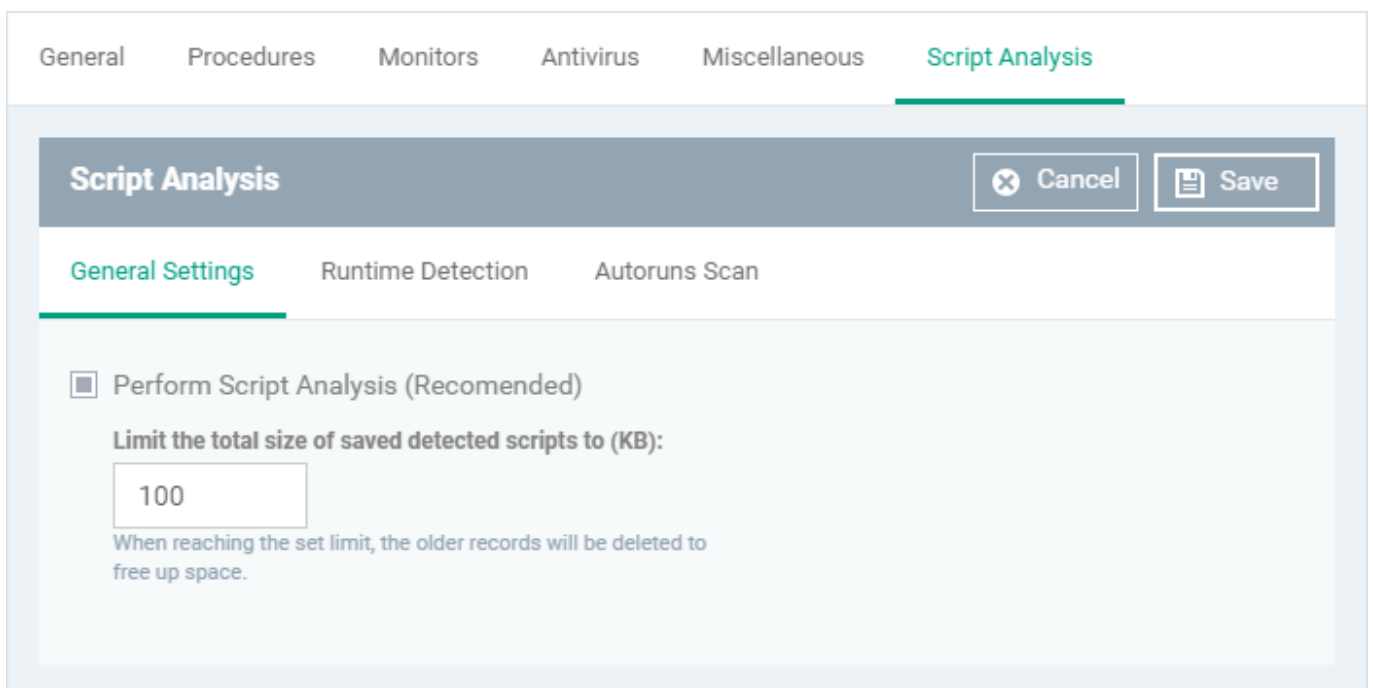 General Procedures Monitors Antivirus Miscellaneous Script Analysis
Script Analysis Cancel Save
General Settings Runtime Detection Autoruns Scan
Perform Script Analysis (Recomended)
Limit the total size of saved detected scripts to (KB):
100
When reaching the set limit, the older records will be deleted to
free up space.